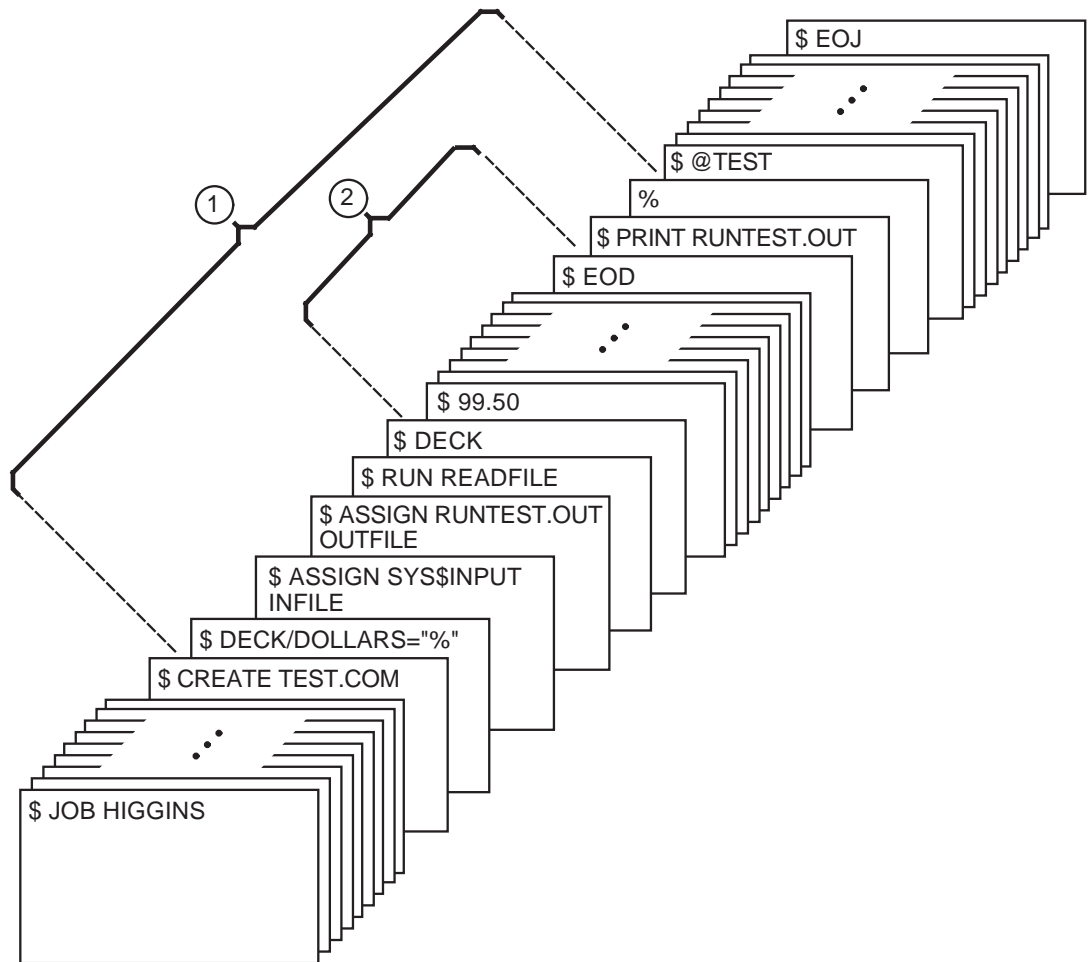 $ EOJ
$ @TEST
%
$ PRINT RUNTEST.OUT
$ EOD
$ 99.50
$ DECK
$ RUN READFILE
$ ASSIGN RUNTEST.OUT
OUTFILE
$ ASSIGN SYS$INPUT
INFILE
$ DECK/DOLLARS="%"
$ CREATE TEST.COM
$ JOB HIGGINS
1
2